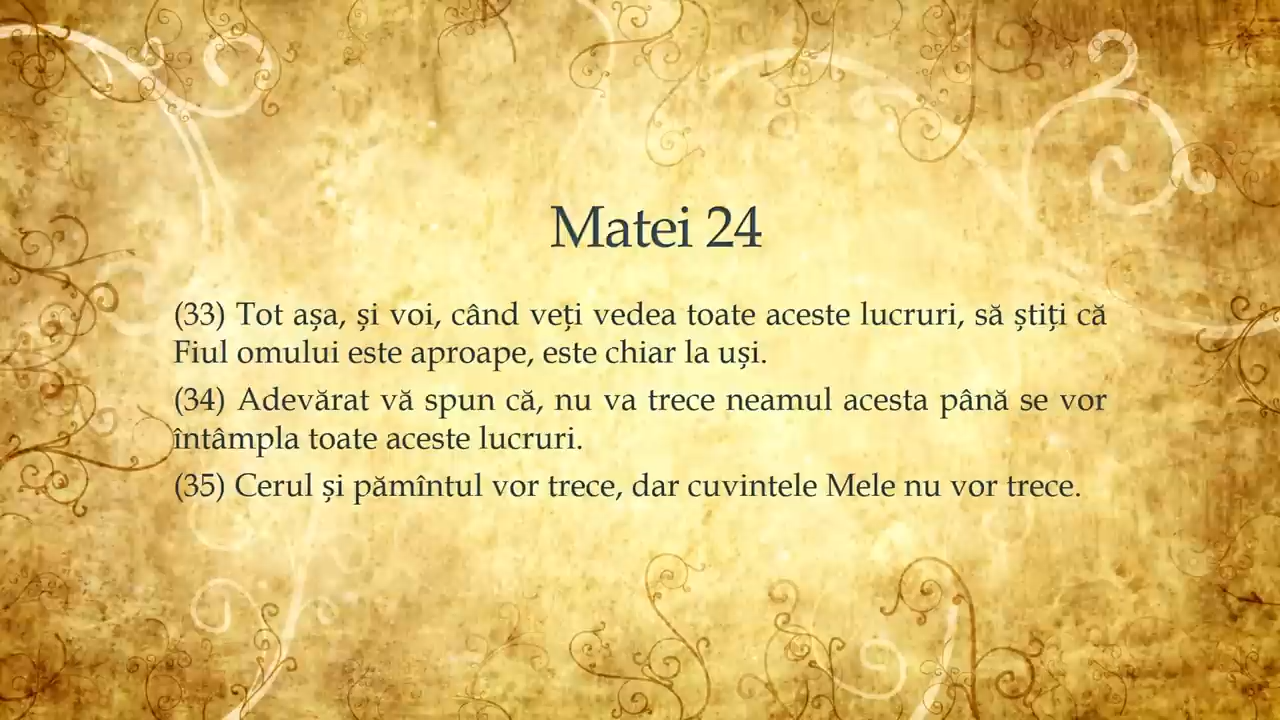 Matei 24
(33) Tot așa, și voi, când veți vedea toate aceste lucruri, să știți că
Fiul omului este aproape, este chiar la uși.
(34) Adevărat vă spun că, nu va trece neamul acesta până se vor
întâmpla toate aceste lucruri.
(35) Cerul și pămîntul vor trece, dar cuvintele Mele nu vor trece.